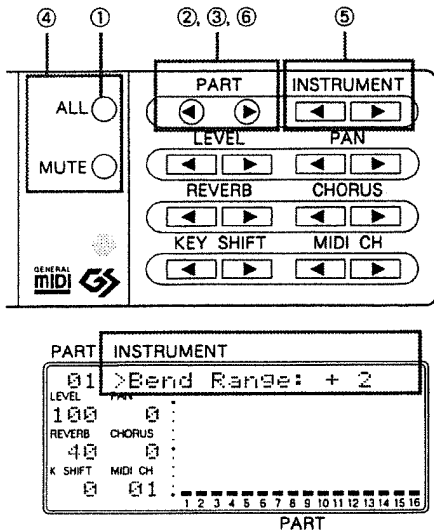 ④ ① ②, ③, ⑥ ⑤
PART INSTRUMENT
ALL
LEVEL PAN
MUTE
REVERB CHORUS
KEY SHIFT MIDI CH
GENERAL
MIDI GS
PART INSTRUMENT
01 >Bend Range: + 2
LEVEL PAN
100 0
REVERB CHORUS
40 0
K SHIFT MIDI CH
0 01
1 2 3 4 5 6 7 8 9 10 11 12 13 14 15 16
PART